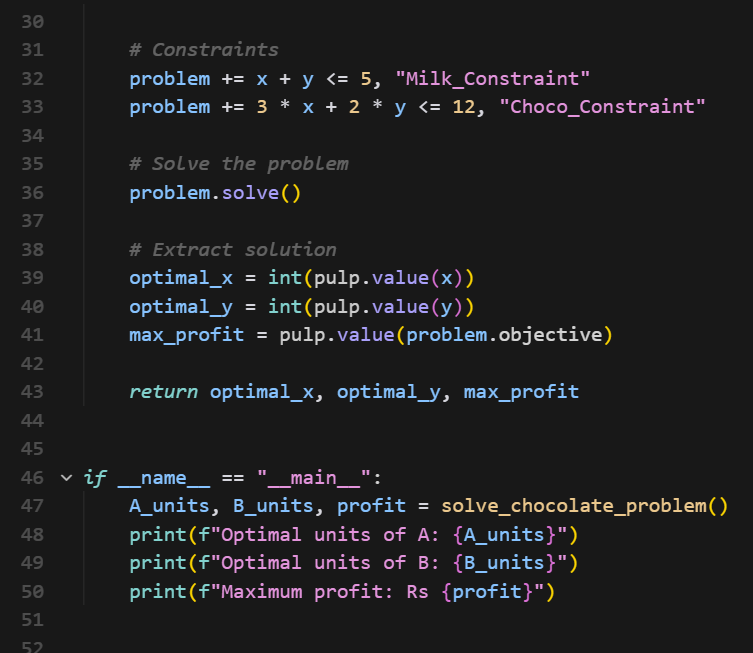 30
31 # Constraints
32 problem += x + y <= 5, "Milk_Constraint"
33 problem += 3 * x + 2 * y <= 12, "Choco_Constraint"
34
35 # Solve the problem
36 problem.solve()
37
38 # Extract solution
39 optimal_x = int(pulp.value(x))
40 optimal_y = int(pulp.value(y))
41 max_profit = pulp.value(problem.objective)
42
43 return optimal_x, optimal_y, max_profit
44
45
46 if __name__ == "__main__":
47 A_units, B_units, profit = solve_chocolate_problem()
48 print(f"Optimal units of A: {A_units}")
49 print(f"Optimal units of B: {B_units}")
50 print(f"Maximum profit: Rs {profit}")
51
52